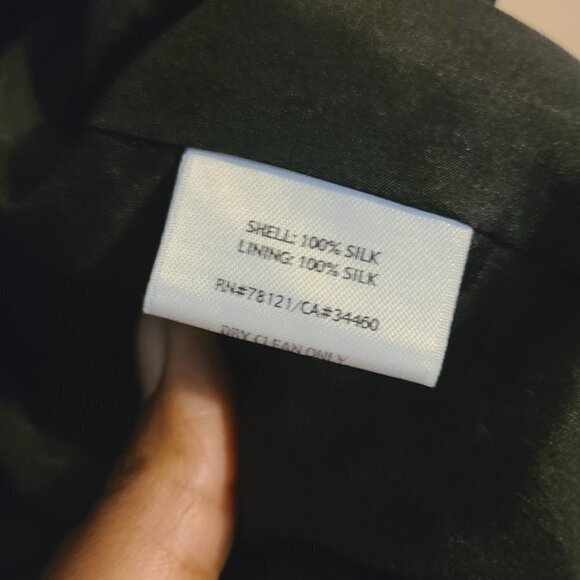 SHELL: 100% SILK
LINING: 100% SILK
RN#78121/CA#34460
DRY CLEAN ONLY